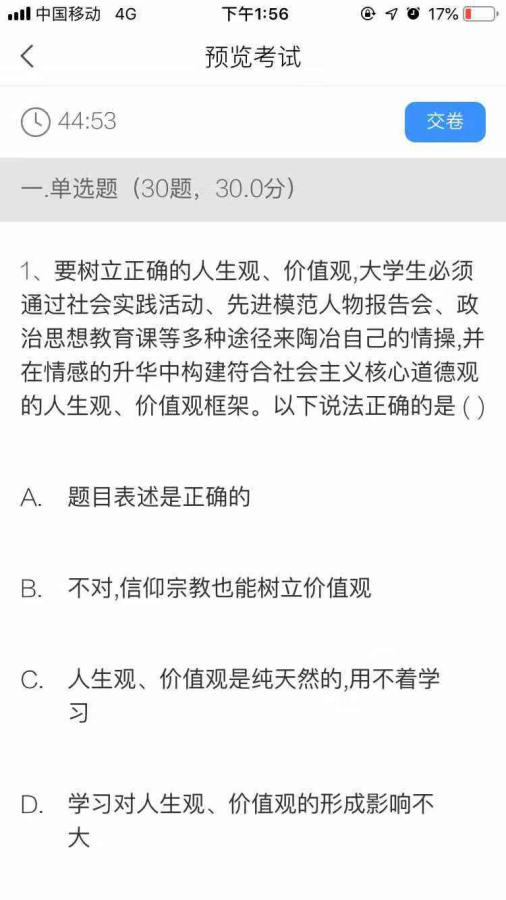 中国移动 4G 下午1:56 17%
预览考试
44:53 交卷
一.单选题（30题，30.0分）
1、要树立正确的人生观、价值观,大学生必须
通过社会实践活动、先进模范人物报告会、政
治思想教育课等多种途径来陶冶自己的情操,并
在情感的升华中构建符合社会主义核心道德观
的人生观、价值观框架。以下说法正确的是 ( )
A. 题目表述是正确的
B. 不对,信仰宗教也能树立价值观
C. 人生观、价值观是纯天然的,用不着学
习
D. 学习对人生观、价值观的形成影响不
大